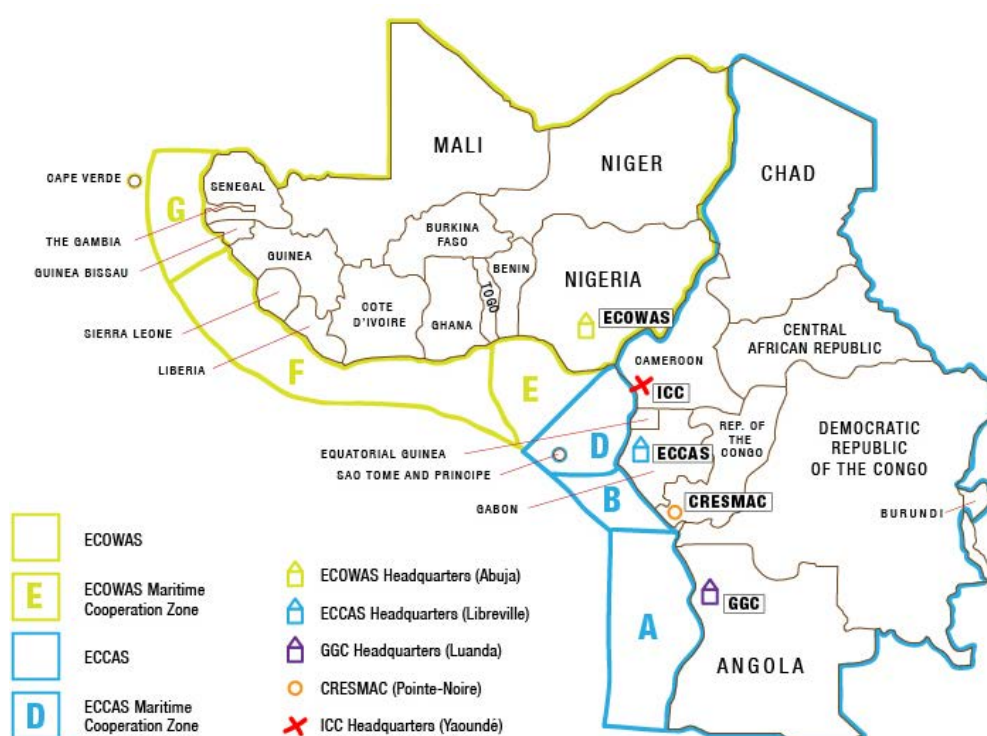 MALI
NIGER
CHAD
CAPE VERDE
SENEGAL
G
THE GAMBIA
GUINEA BISSAU
GUINEA
BURKINA
FASO
BENIN
TOGO
NIGERIA
ECOWAS
COTE
D'IVOIRE
GHANA
SIERRA LEONE
LIBERIA
F
E
CENTRAL
AFRICAN REPUBLIC
CAMEROON
ICC
EQUATORIAL GUINEA
SAO TOME AND PRINCIPE
D
ECCAS
REP. OF
THE
CONGO
DEMOCRATIC
REPUBLIC
OF THE CONGO
GABON
B
CRESMAC
BURUNDI
A
GGC
ANGOLA
ECOWAS
E
ECOWAS Maritime
Cooperation Zone
ECCAS
D
ECCAS Maritime
Cooperation Zone
ECOWAS Headquarters (Abuja)
ECCAS Headquarters (Libreville)
GGC Headquarters (Luanda)
CRESMAC (Pointe-Noire)
ICC Headquarters (Yaoundé)